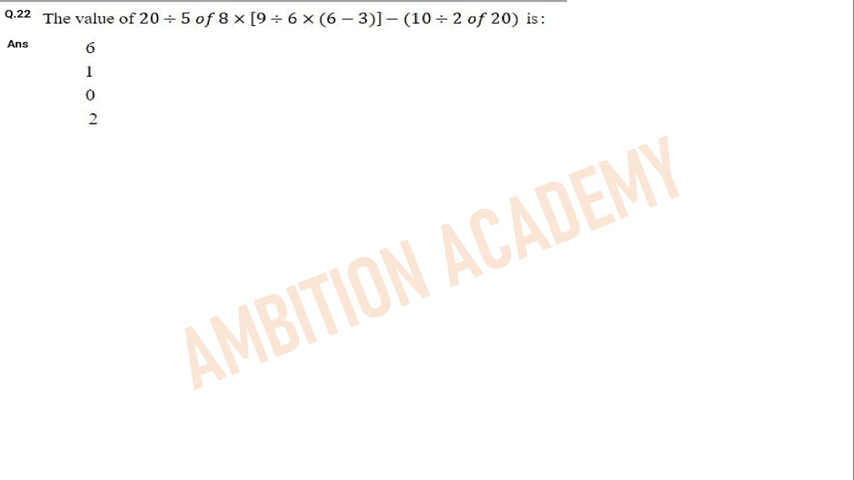 Q.22 The value of 20 ÷ 5 of 8 × [9 ÷ 6 × (6 − 3)] − (10 ÷ 2 of 20) is:
Ans 6
1
0
2
AMBITION ACADEMY